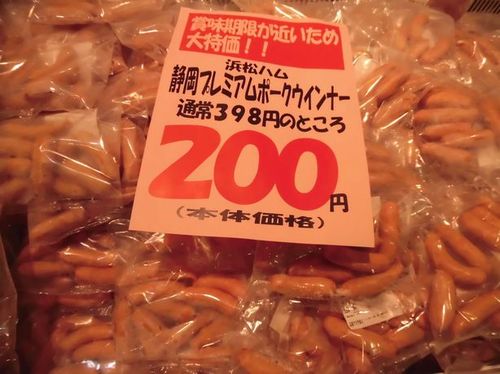 賞味期限が近いため
大特価!!
浜松ハム
静岡プレミアムポークウインナー
通常398円のところ
200円
(本体価格)